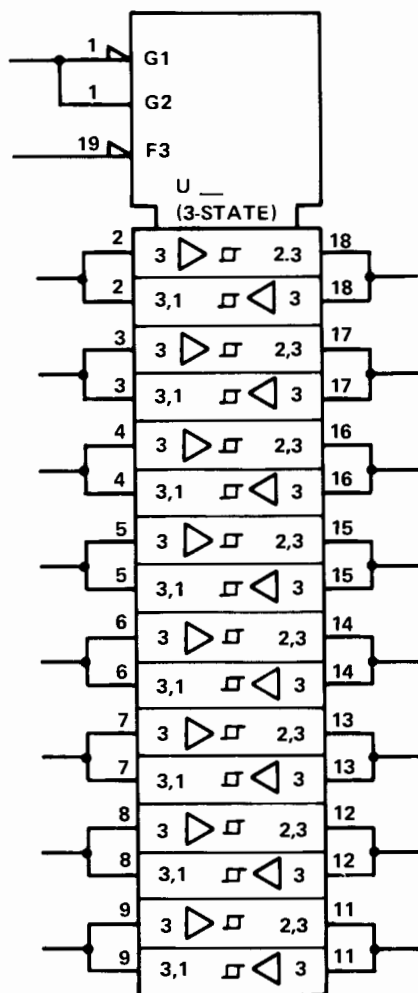 1 G1
1 G2
19 F3
U __
(3-STATE)
2 3 2.3 18
2 3,1 3 18
3 3 2,3 17
3 3,1 3 17
4 3 2,3 16
4 3,1 3 16
5 3 2,3 15
5 3,1 3 15
6 3 2,3 14
6 3,1 3 14
7 3 2,3 13
7 3,1 3 13
8 3 2,3 12
8 3,1 3 12
9 3 2,3 11
9 3,1 3 11